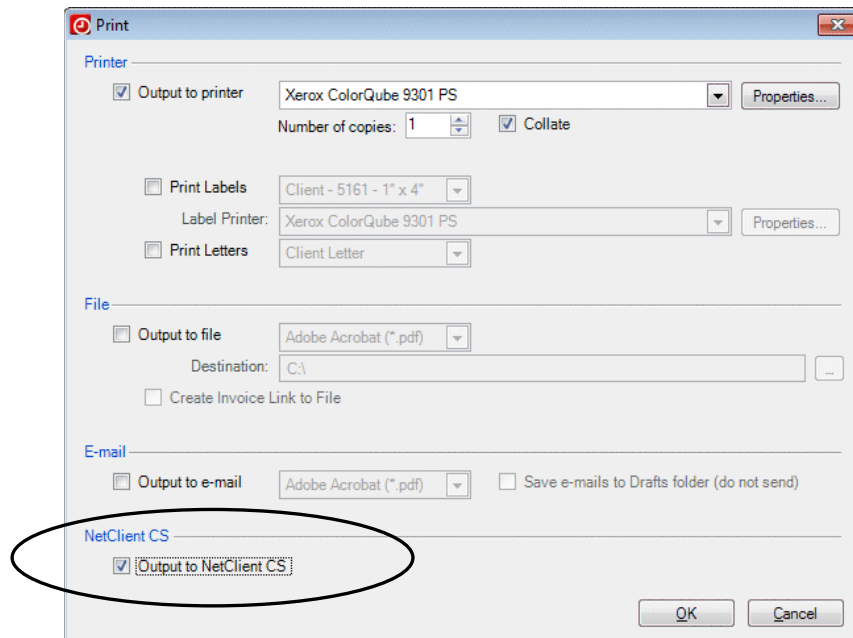 Print
Printer
Output to printer Xerox ColorQube 9301 PS Properties...
Number of copies: 1 Collate
Print Labels Client - 5161 - 1" x 4"
Label Printer: Xerox ColorQube 9301 PS Properties...
Print Letters Client Letter
File
Output to file Adobe Acrobat (*.pdf)
Destination: C:\ ...
Create Invoice Link to File
E-mail
Output to e-mail Adobe Acrobat (*.pdf) Save e-mails to Drafts folder (do not send)
NetClient CS
Output to NetClient CS
OK Cancel